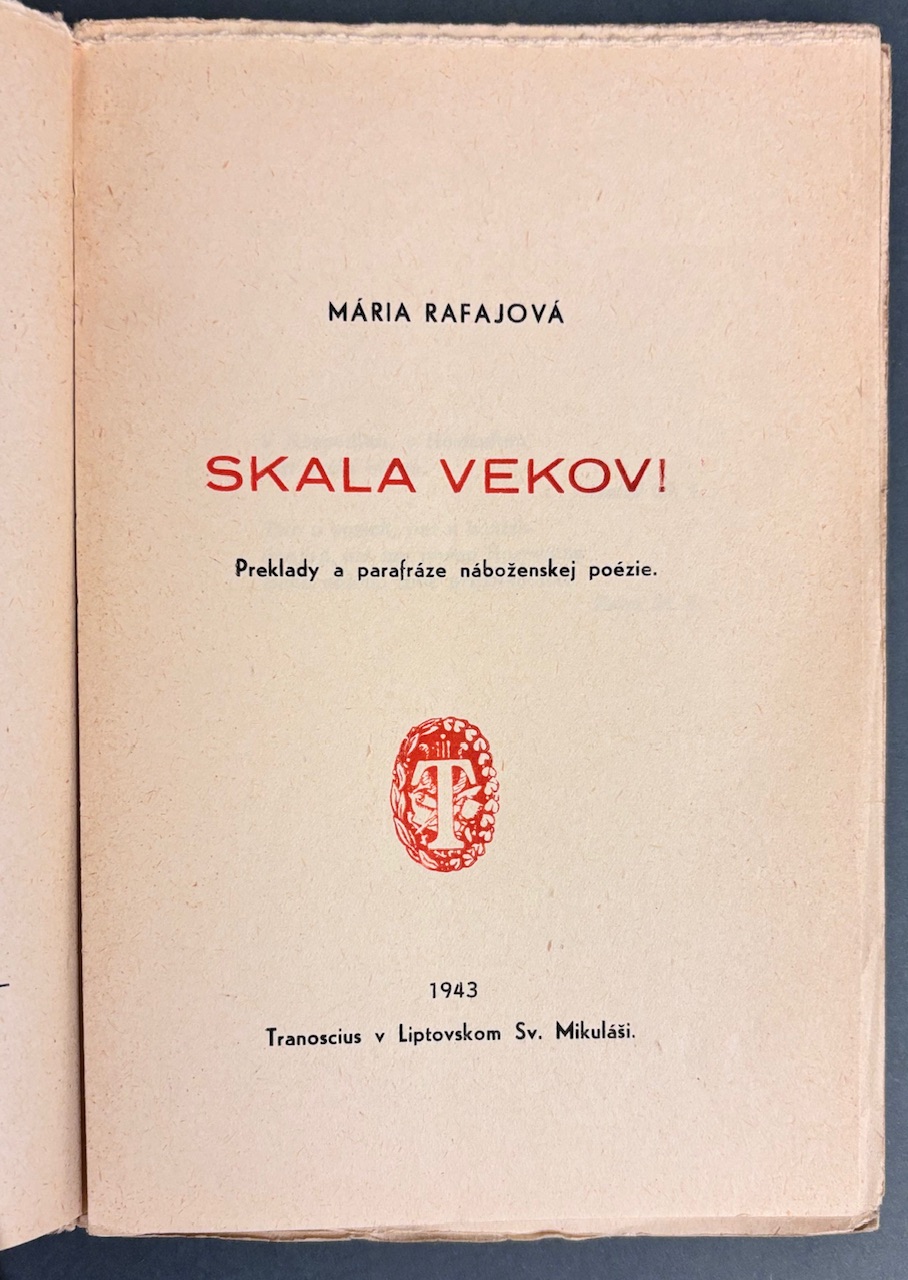 MÁRIA RAFAJOVÁ
SKALA VEKOV!
Preklady a parafráze náboženskej poézie.
T
1943
Tranoscius v Liptovskom Sv. Mikuláši.